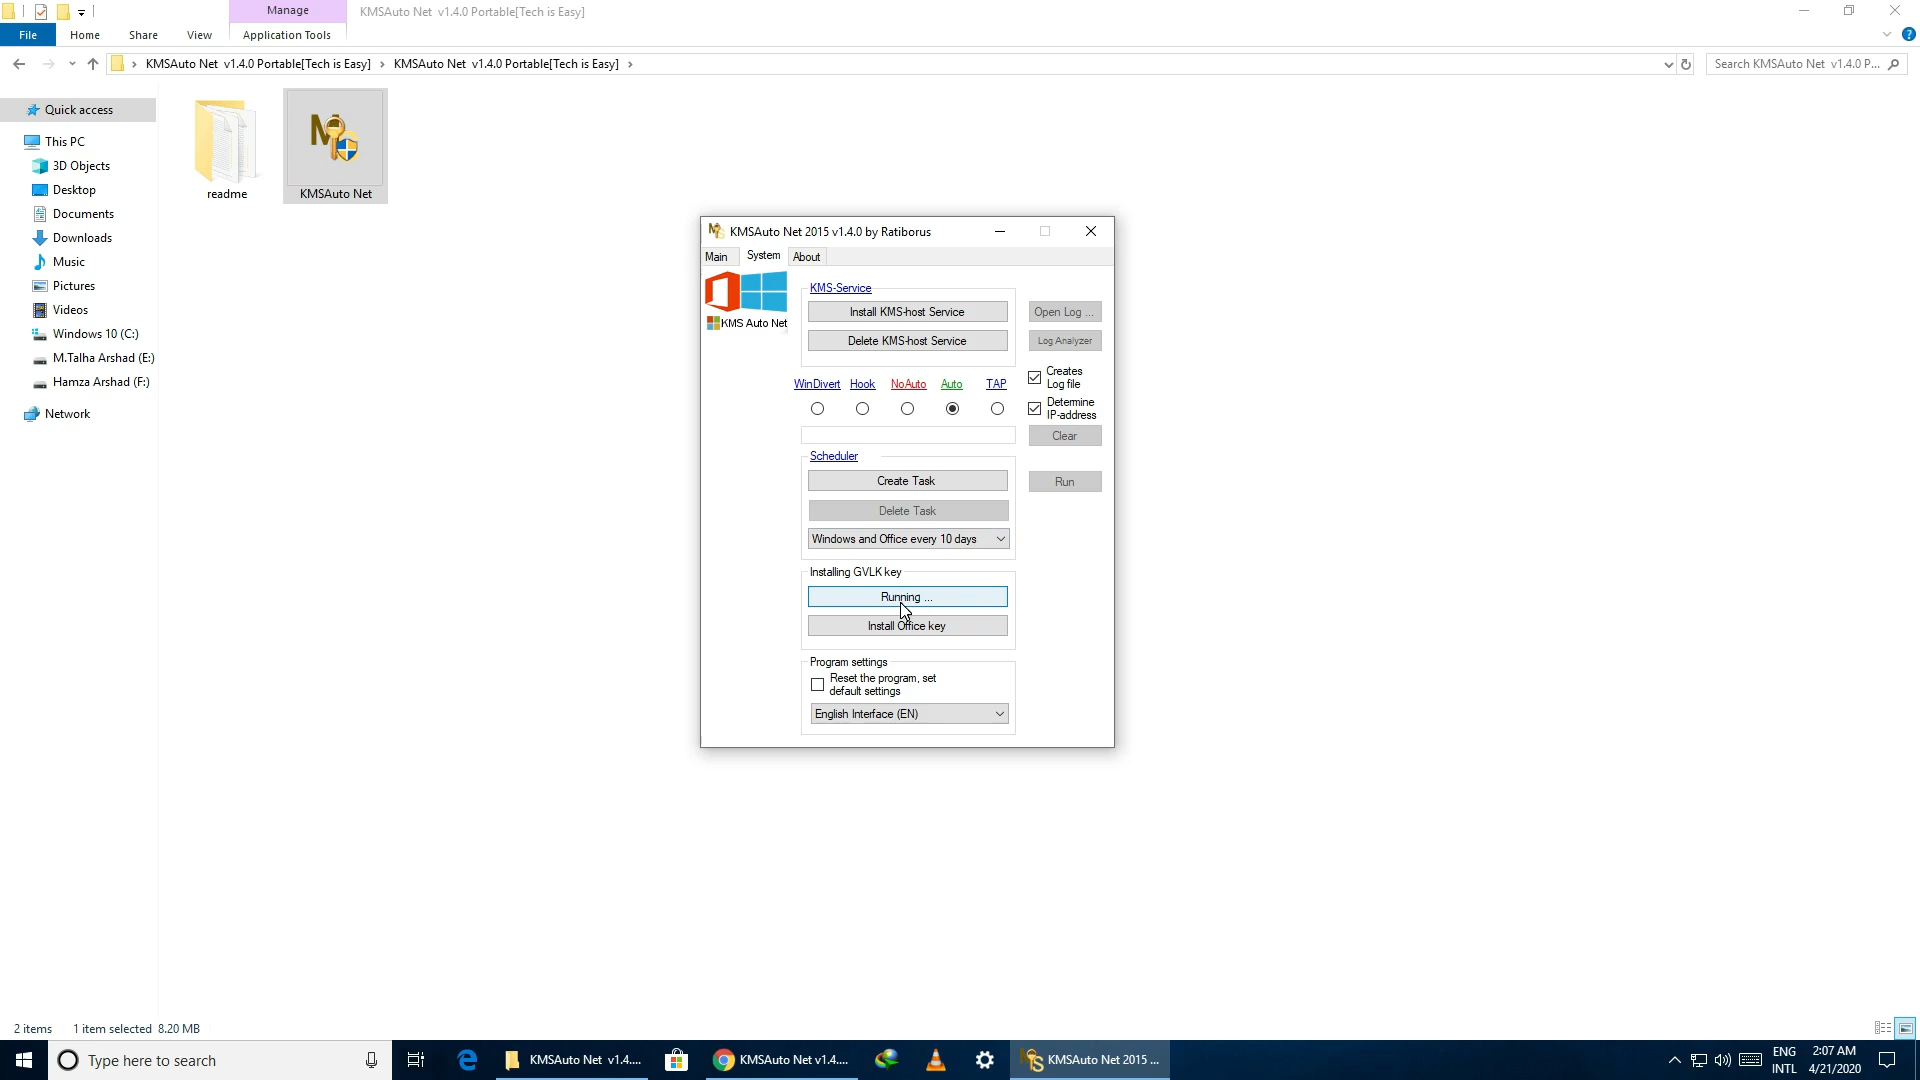 Manage
KMSAuto Net  v1.4.0 Portable[Tech is Easy]
File
Home
Share
View
Application Tools
KMSAuto Net  v1.4.0 Portable[Tech is Easy]
KMSAuto Net  v1.4.0 Portable[Tech is Easy]
Search KMSAuto Net  v1.4.0 P...
Quick access
This PC
3D Objects
Desktop
Documents
Downloads
Music
Pictures
Videos
Windows 10 (C:)
M.Talha Arshad (E:)
Hamza Arshad (F:)
Network
readme
KMSAuto Net
KMSAuto Net 2015 v1.4.0 by Ratiborus
Main
System
About
KMS Auto Net
KMS-Service
Install KMS-host Service
Delete KMS-host Service
Open Log ...
Log Analyzer
WinDivert
Hook
NoAuto
Auto
TAP
Creates
Log file
Determine
IP-address
Clear
Scheduler
Create Task
Run
Delete Task
Windows and Office every 10 days
Installing GVLK key
Running ...
Install Office key
Program settings
Reset the program, set
default settings
English Interface (EN)
2 items
1 item selected  8.20 MB
Type here to search
KMSAuto Net  v1.4....
KMSAuto Net v1.4....
KMSAuto Net 2015 ...
ENG
INTL
2:07 AM
4/21/2020